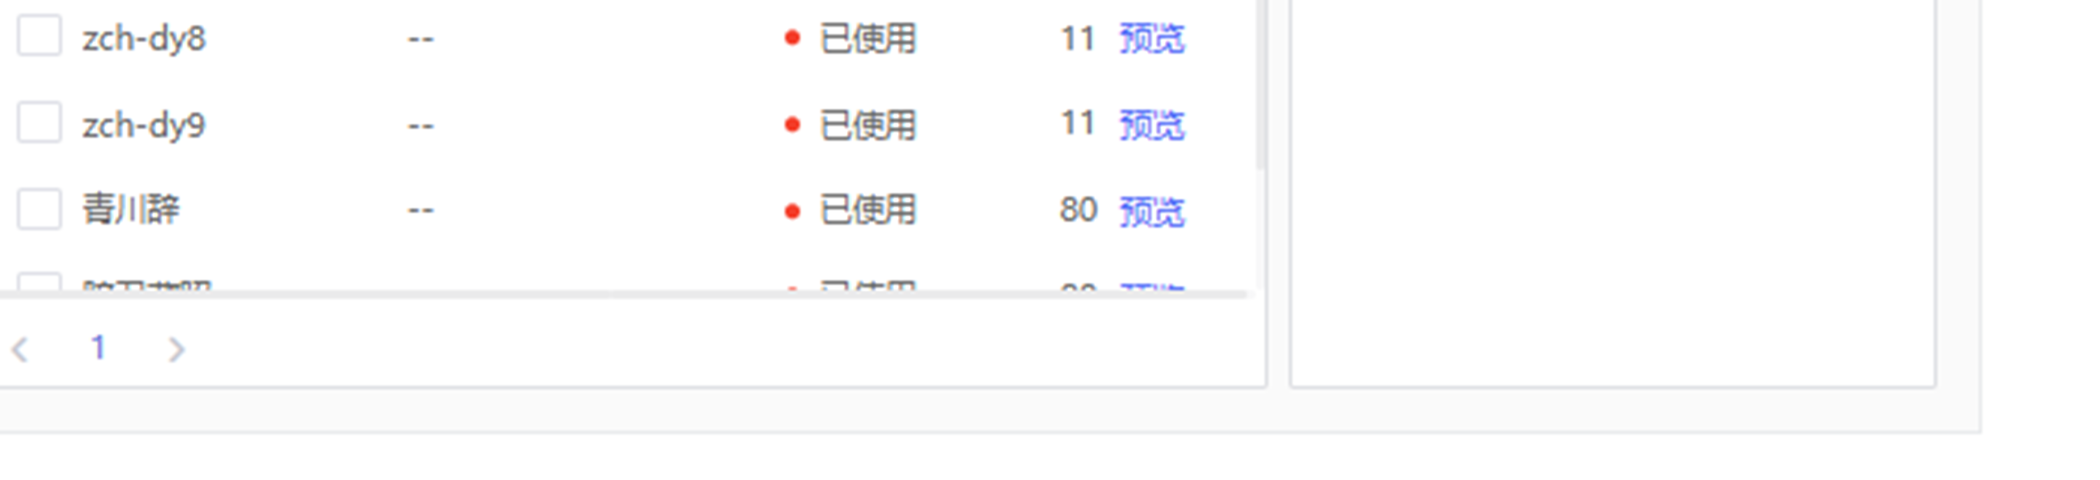 zch-dy8 -- 已使用 11 预览
zch-dy9 -- 已使用 11 预览
青川辞 -- 已使用 80 预览
1